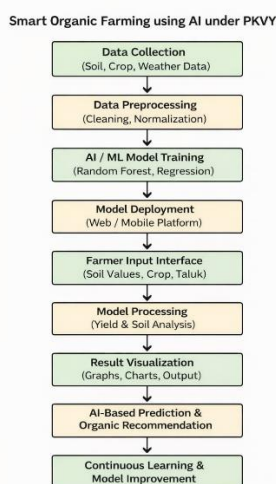 Smart Organic Farming using AI under PKVY
Data Collection
(Soil, Crop, Weather Data)
Data Preprocessing
(Cleaning, Normalization)
AI / ML Model Training
(Random Forest, Regression)
Model Deployment
(Web / Mobile Platform)
Farmer Input Interface
(Soil Values, Crop, Taluk)
Model Processing
(Yield & Soil Analysis)
Result Visualization
(Graphs, Charts, Output)
AI-Based Prediction &
Organic Recommendation
Continuous Learning &
Model Improvement